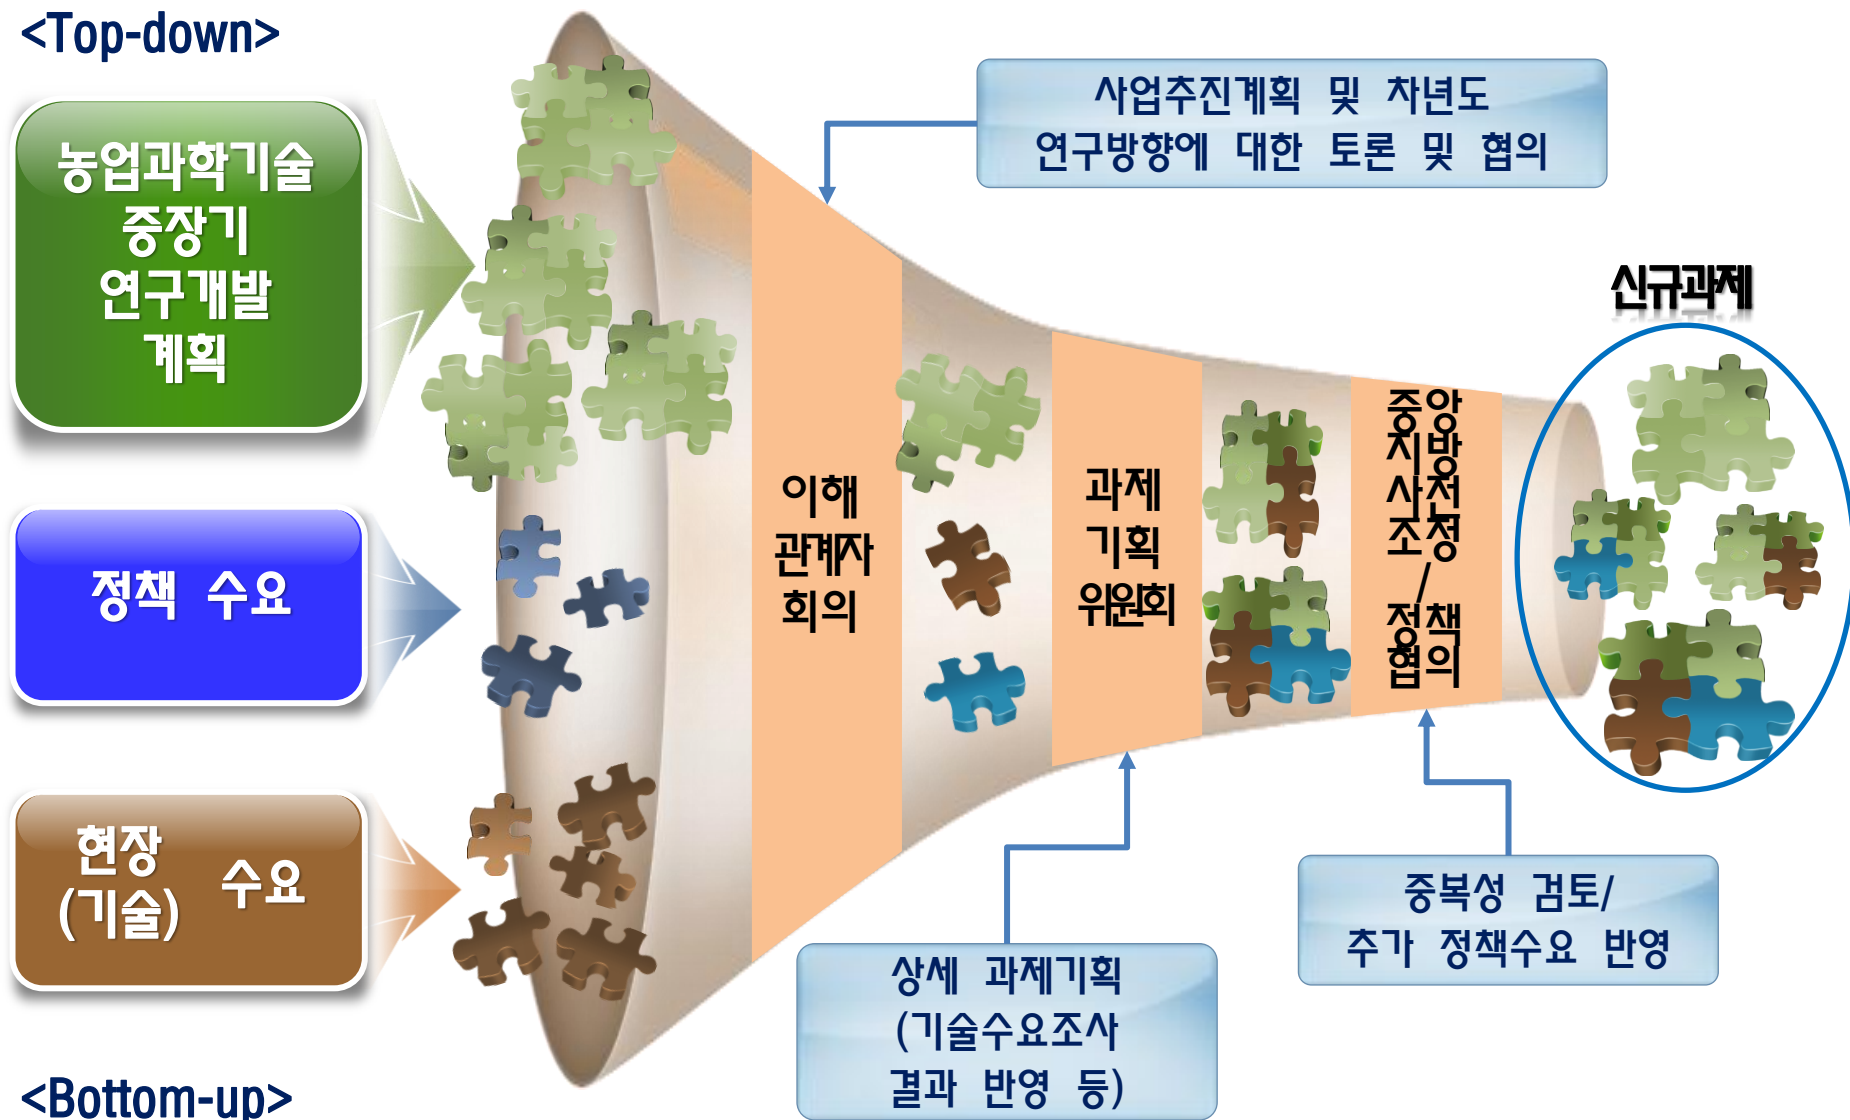 <Top-down>
농업과학기술
중장기
연구개발
계획
정책 수요
현장
(기술)
수요
<Bottom-up>
사업추진계획 및 차년도
연구방향에 대한 토론 및 협의
이해
관계자
회의
과제
기획
위원회
상세 과제기획
(기술수요조사
결과 반영 등)
중앙
지방
사전
조정
/
정책
협의
중복성 검토/
추가 정책수요 반영
신규과제